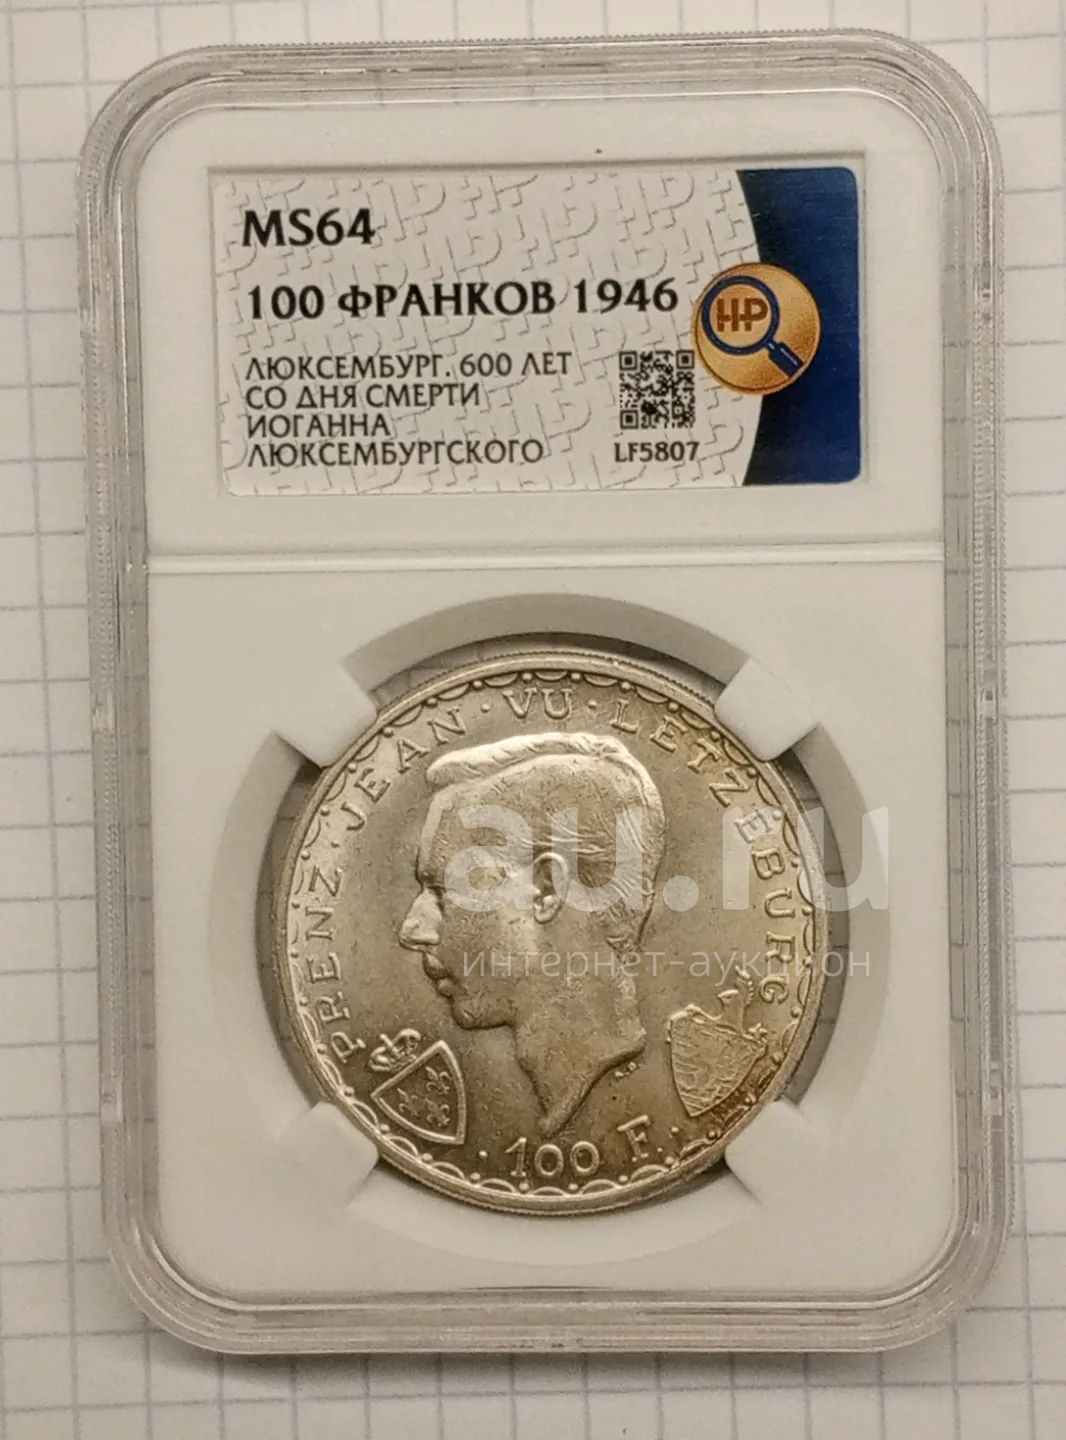 MS64
100 ФРАНКОВ 1946
ЛЮКСЕМБУРГ. 600 ЛЕТ
СО ДНЯ СМЕРТИ
ИОГАННА
ЛЮКСЕМБУРГСКОГО
LF5807
ННР
PRENZ · JEAN · VU · LETZEBURG
· 100 F. ·
au.ru
интернет-аукцион